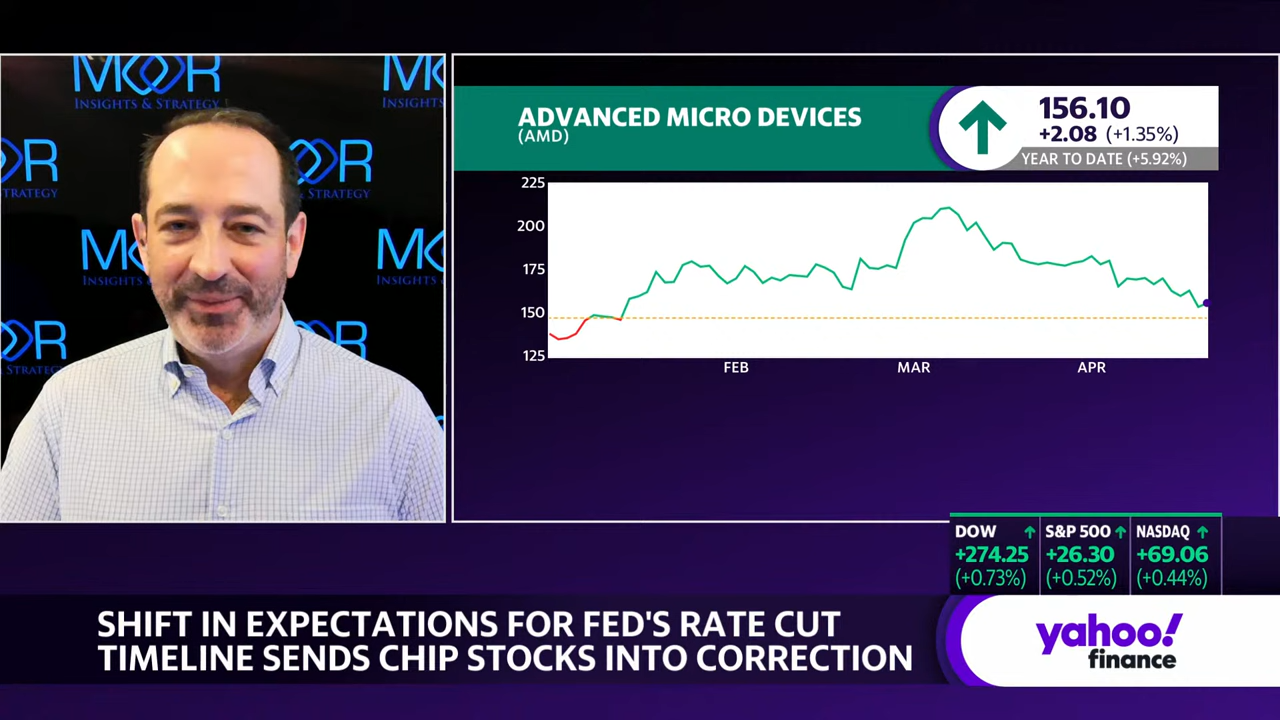 MOOR
INSIGHTS & STRATEGY
ADVANCED MICRO DEVICES
(AMD)
156.10
+2.08 (+1.35%)
YEAR TO DATE (+5.92%)
225
200
175
150
125
FEB
MAR
APR
DOW
+274.25
(+0.73%)
S&P 500
+26.30
(+0.52%)
NASDAQ
+69.06
(+0.44%)
SHIFT IN EXPECTATIONS FOR FED'S RATE CUT
TIMELINE SENDS CHIP STOCKS INTO CORRECTION
yahoo!
finance